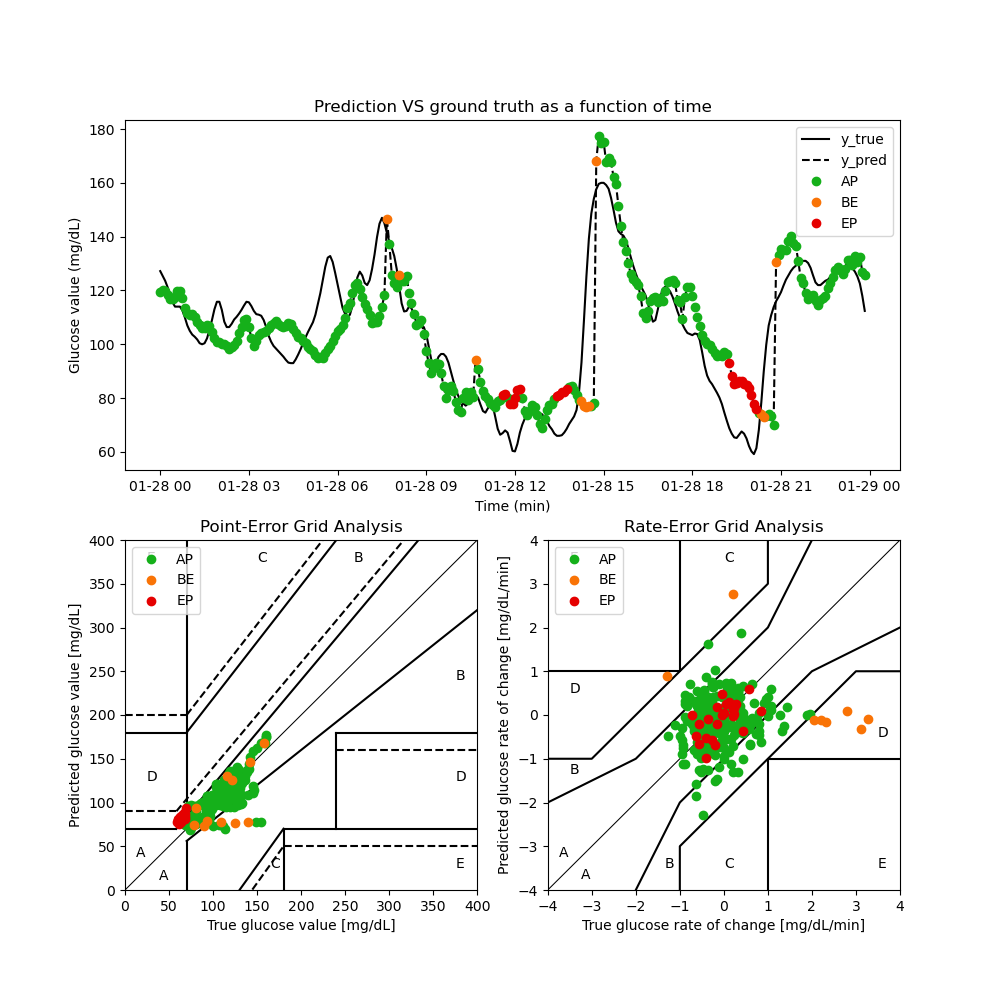 Prediction VS ground truth as a function of time
Glucose value (mg/dL)
180
160
140
120
100
80
60
y_true
y_pred
AP
BE
EP
01-28 00 01-28 03 01-28 06 01-28 09 01-28 12 01-28 15 01-28 18 01-28 21 01-29 00
Time (min)
Point-Error Grid Analysis
Predicted glucose value [mg/dL]
400
350
300
250
200
150
100
50
0
AP
BE
EP
C
B
B
D
D
A
A
C
E
0 50 100 150 200 250 300 350 400
True glucose value [mg/dL]
Rate-Error Grid Analysis
Predicted glucose rate of change [mg/dL/min]
4
3
2
1
0
−1
−2
−3
−4
AP
BE
EP
C
D
D
B
A
A
B
C
E
−4 −3 −2 −1 0 1 2 3 4
True glucose rate of change [mg/dL/min]